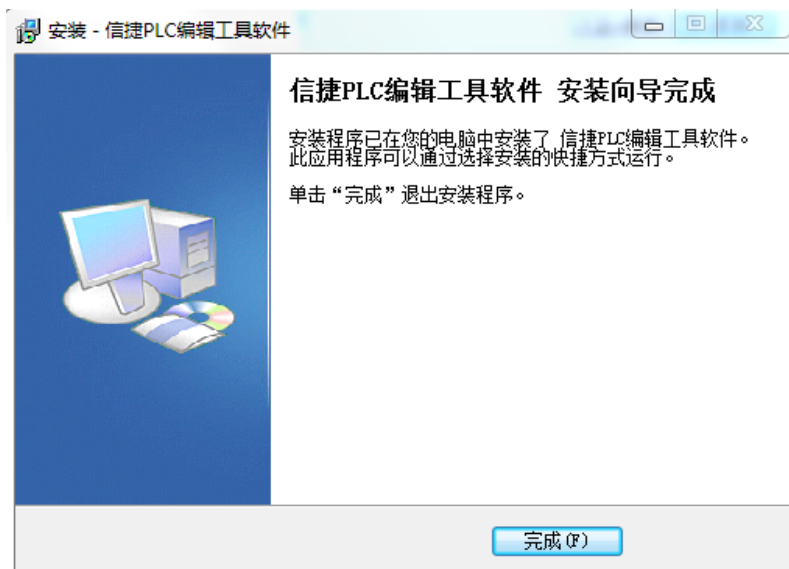 安装 - 信捷PLC编辑工具软件
信捷PLC编辑工具软件 安装向导完成
安装程序已在您的电脑中安装了 信捷PLC编辑工具软件。
此应用程序可以通过选择安装的快捷方式运行。
单击“完成”退出安装程序。
完成(F)